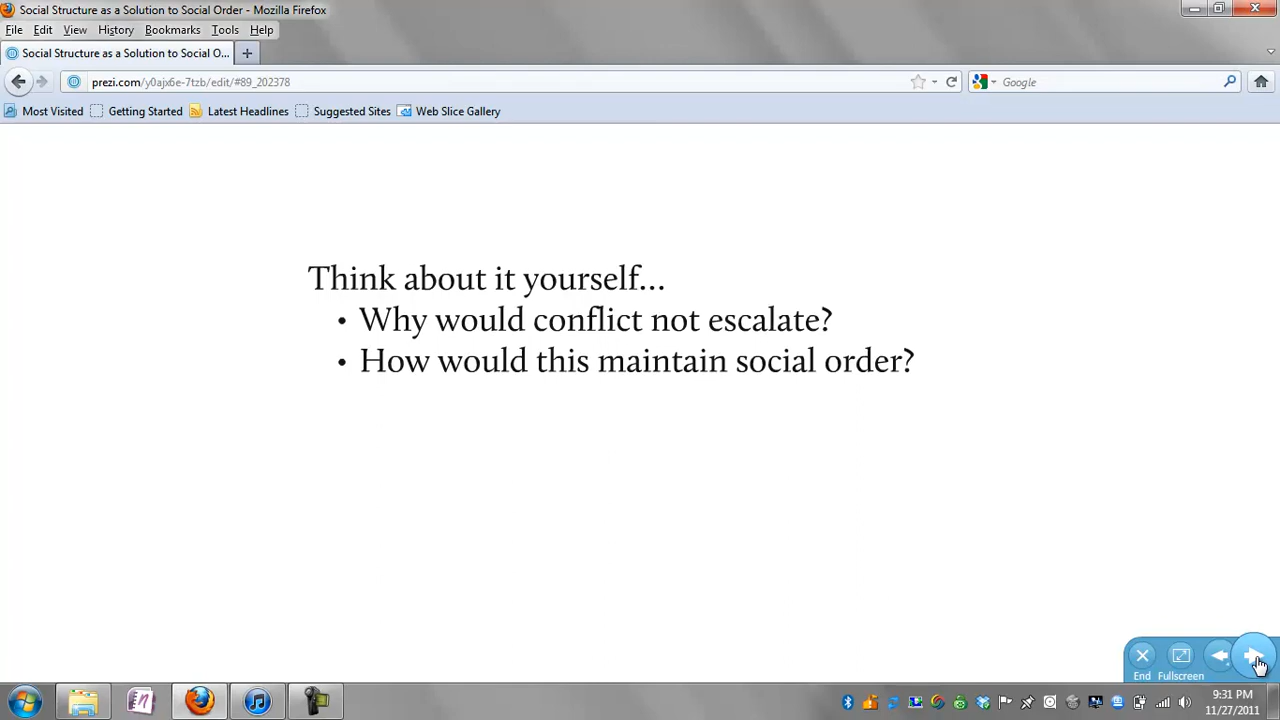 Social Structure as a Solution to Social Order - Mozilla Firefox
File Edit View History Bookmarks Tools Help
Social Structure as a Solution to Social O...
prezi.com/y0ajx6e-7tzb/edit/#89_202378
Google
Most Visited Getting Started Latest Headlines Suggested Sites Web Slice Gallery
Think about it yourself...
• Why would conflict not escalate?
• How would this maintain social order?
End Fullscreen
9:31 PM
11/27/2011